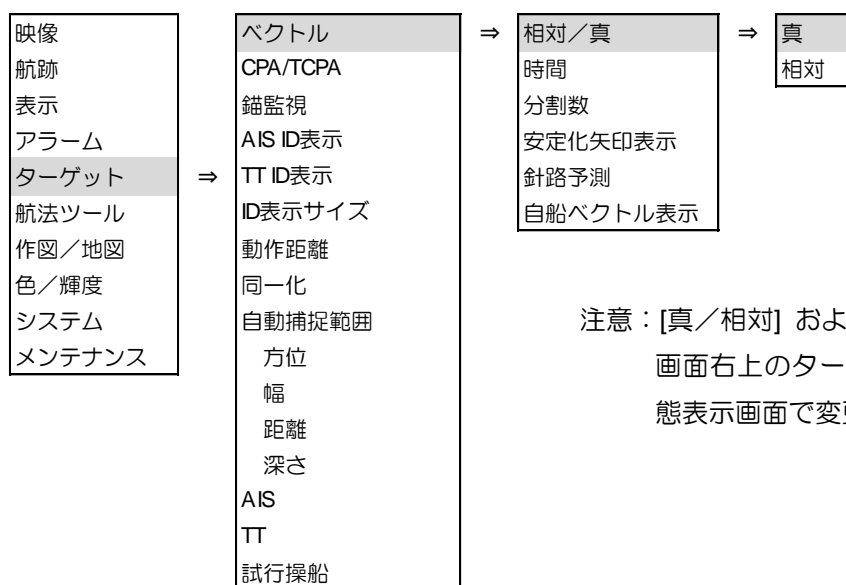 映像
航跡
表示
アラーム
ターゲット
航法ツール
作図／地図
色／輝度
システム
メンテナンス
⇒
ベクトル
CPA/TCPA
錨監視
AIS ID表示
TT ID表示
ID表示サイズ
動作距離
同一化
自動捕捉範囲
方位
幅
距離
深さ
AIS
TT
試行操船
⇒
相対／真
時間
分割数
安定化矢印表示
針路予測
自船ベクトル表示
⇒
真
相対
注意：[真／相対] およ
画面右上のター
態表示画面で変